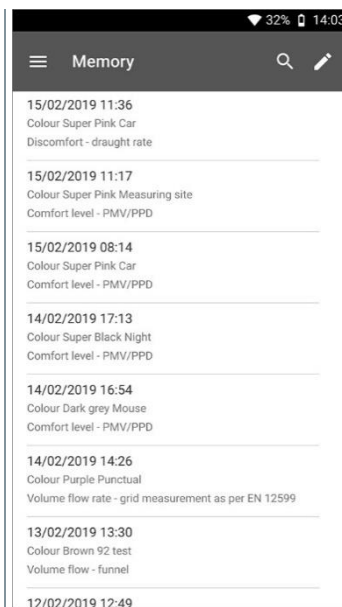 32% 14:03
Memory
15/02/2019 11:36
Colour Super Pink Car
Discomfort - draught rate
15/02/2019 11:17
Colour Super Pink Measuring site
Comfort level - PMV/PPD
15/02/2019 08:14
Colour Super Pink Car
Comfort level - PMV/PPD
14/02/2019 17:13
Colour Super Black Night
Comfort level - PMV/PPD
14/02/2019 16:54
Colour Dark grey Mouse
Comfort level - PMV/PPD
14/02/2019 14:26
Colour Purple Punctual
Volume flow rate - grid measurement as per EN 12599
13/02/2019 13:30
Colour Brown 92 test
Volume flow - funnel
12/02/2019 12:49